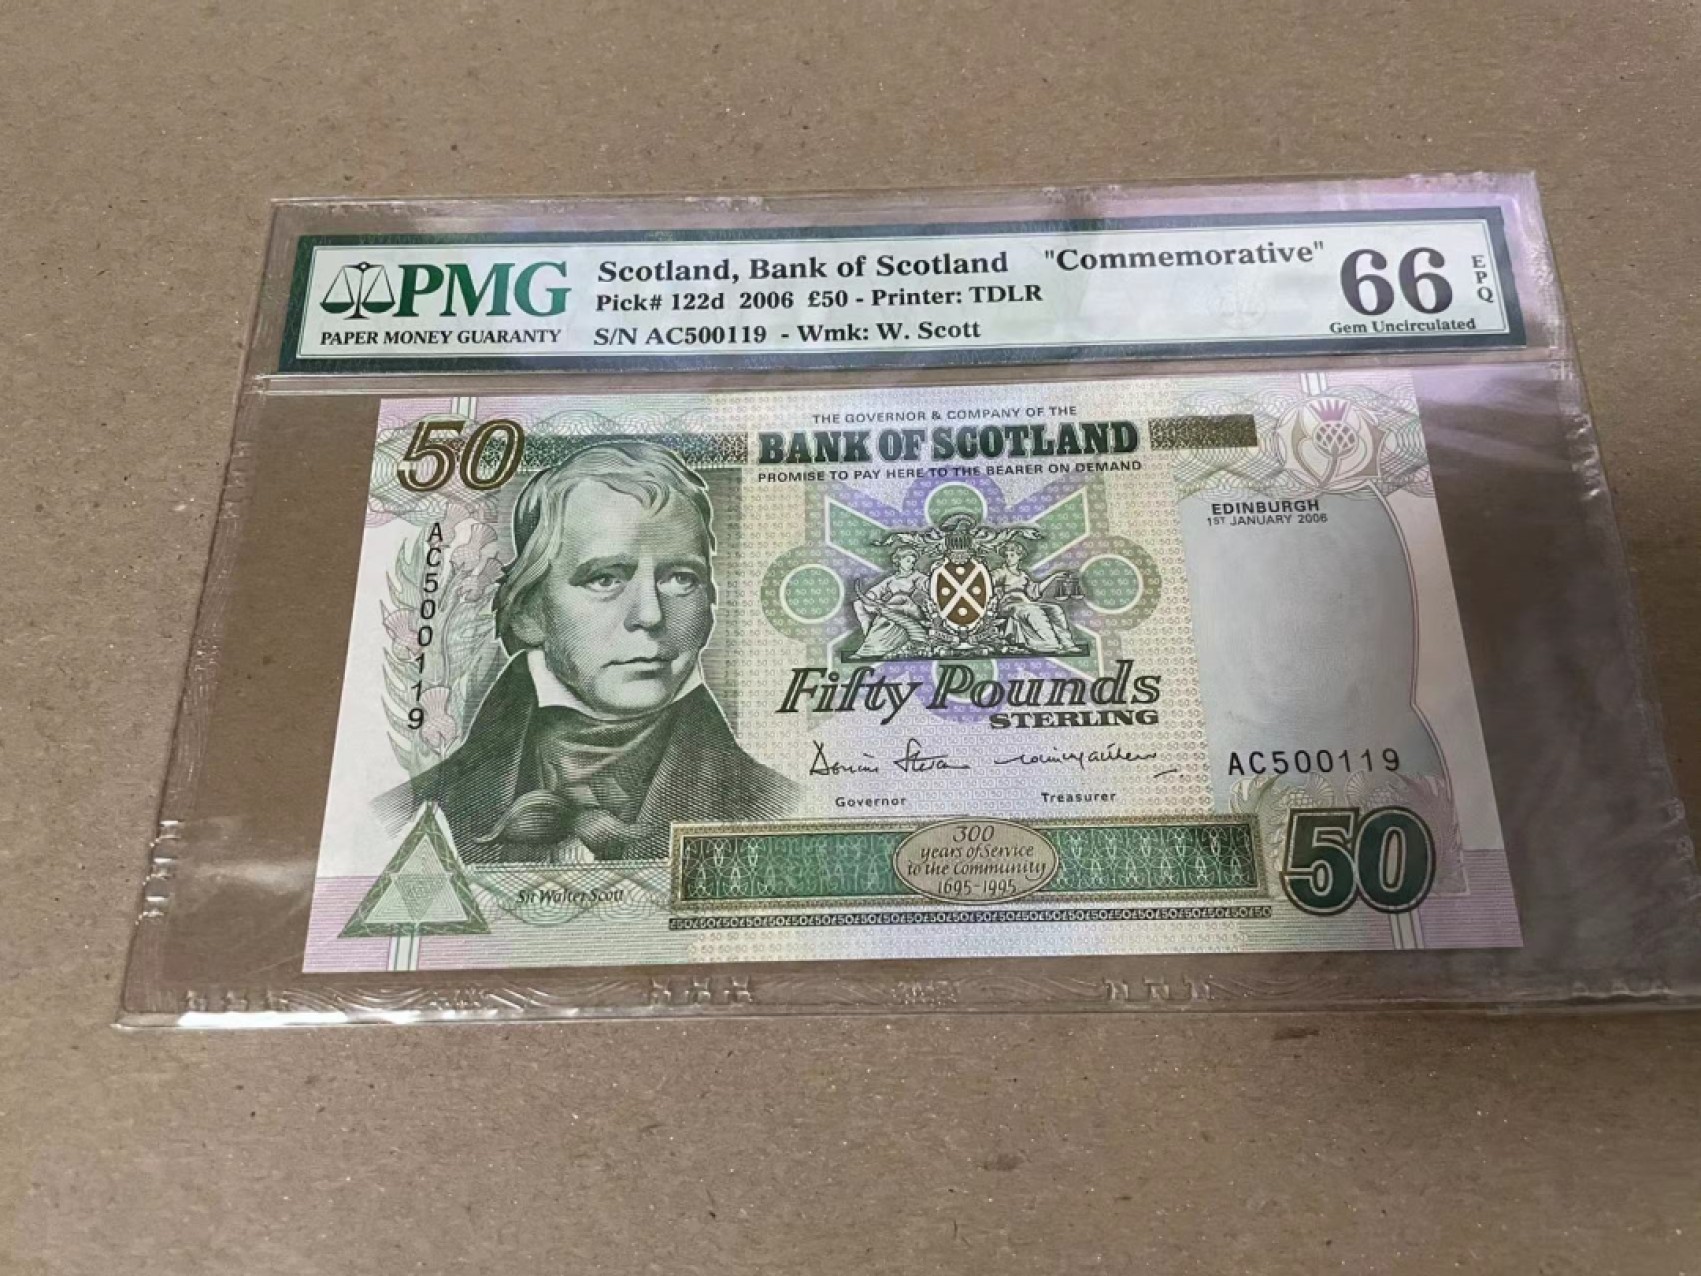 PMG
PAPER MONEY GUARANTY
Scotland, Bank of Scotland "Commemorative"
Pick# 122d 2006 £50 - Printer: TDLR
S/N AC500119 - Wmk: W. Scott
66
EPQ
Gem Uncirculated
50
THE GOVERNOR & COMPANY OF THE
BANK OF SCOTLAND
PROMISE TO PAY HERE TO THE BEARER ON DEMAND
EDINBURGH
1ST JANUARY 2006
AC500119
Fifty Pounds
STERLING
AC500119
Governor
Treasurer
300
years of Service
to the Community
1695-1995
50
Sir Walter Scott